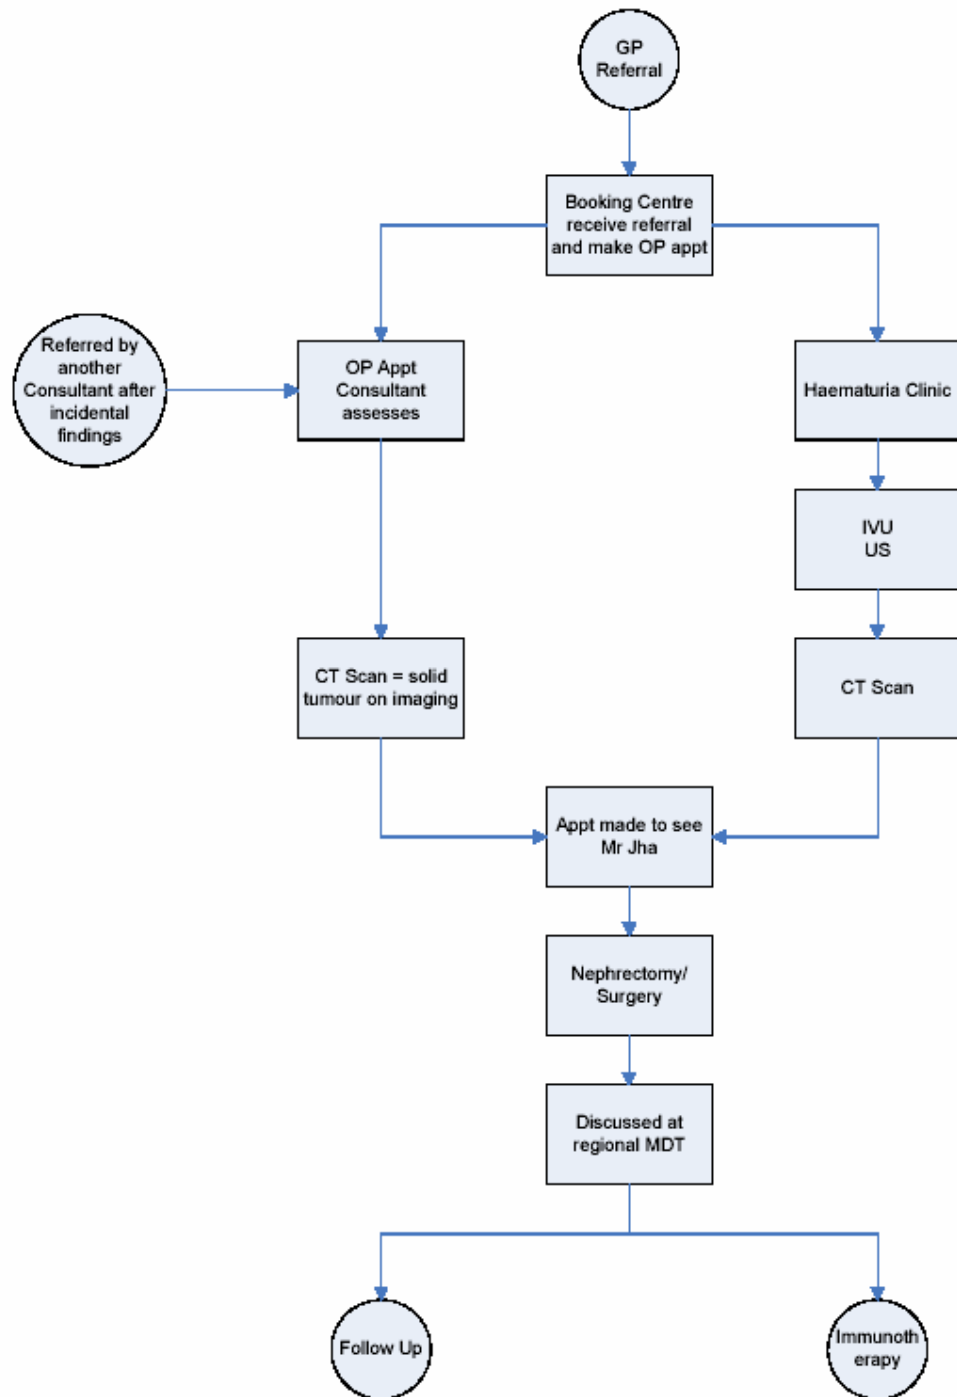 GP
Referral
Booking Centre
receive referral
and make OP appt
Referred by
another
Consultant after
incidental
findings
OP Appt
Consultant
assesses
Haematuria Clinic
IVU
US
CT Scan = solid
tumour on imaging
CT Scan
Appt made to see
Mr Jha
Nephrectomy/
Surgery
Discussed at
regional MDT
Follow Up
Immunoth
erapy